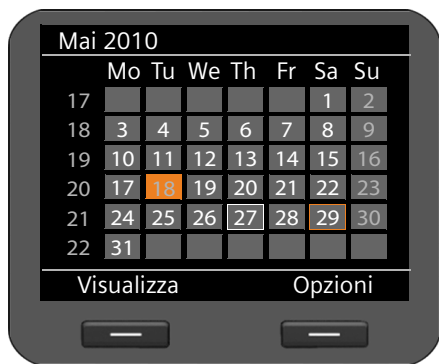 Mai 2010
Mo Tu We Th Fr Sa Su
17 1 2
18 3 4 5 6 7 8 9
19 10 11 12 13 14 15 16
20 17 18 19 20 21 22 23
21 24 25 26 27 28 29 30
22 31
Visualizza Opzioni